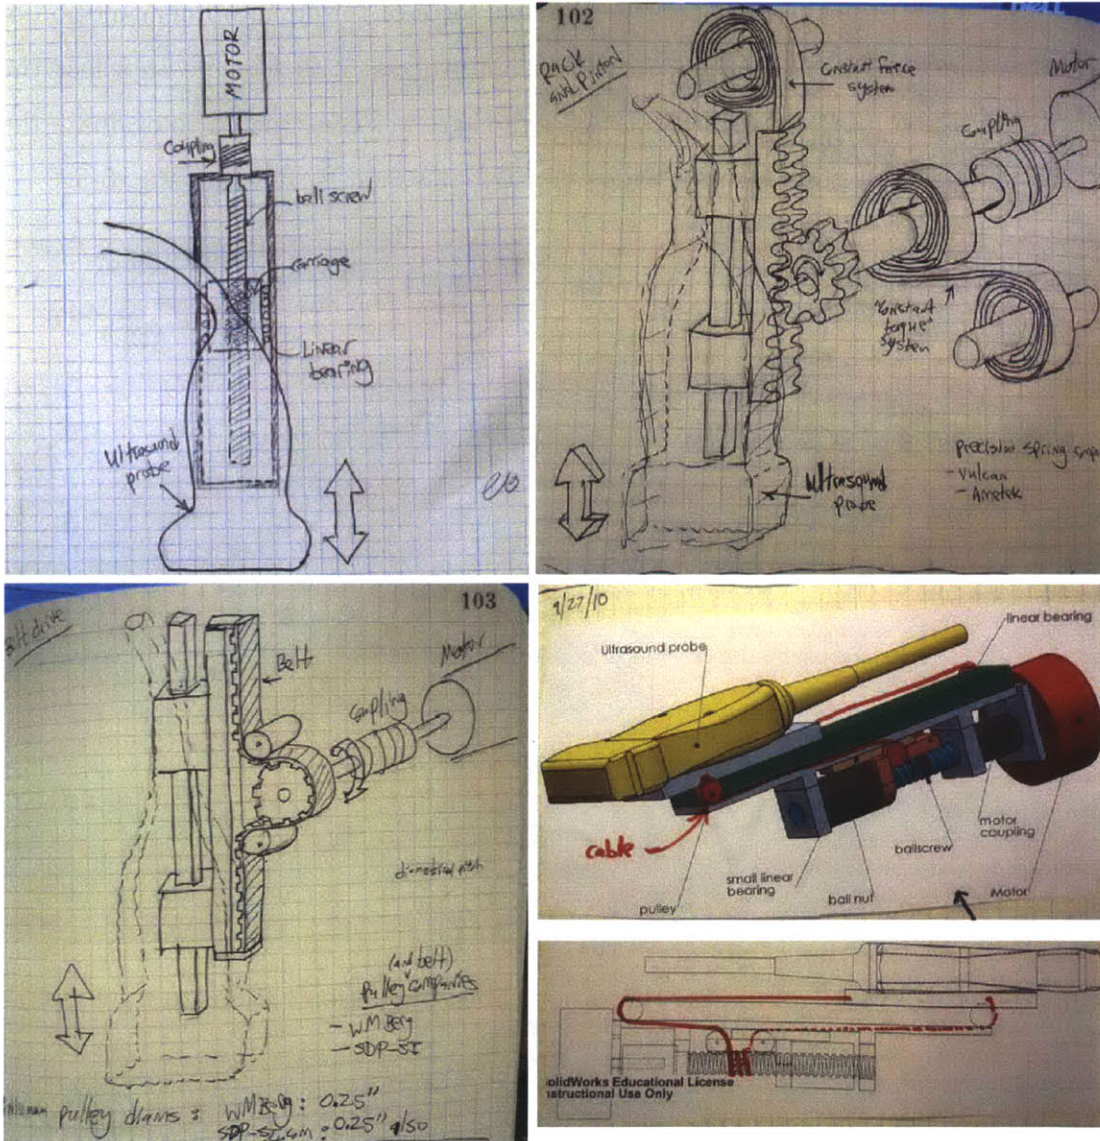 MOTOR
Coupling
ball screw
carriage
Linear
bearing
Ultrasound
probe
102
RACK
and Pinion
Constant force
system
Motor
Coupling
"Constant
torque"
system
Precision spring
- Vulcan
- Ametek
Ultrasound
probe
103
drive
Belt
Motor
Coupling
diametrical pitch
(and belt)
Pulley companies
- WM Berg
- SDP-SI
pulley diams: WM Berg: 0.25"
0.25"
9/27/10
linear bearing
Ultrasound probe
cable
pulley
small linear
bearing
ball nut
ballscrew
motor
coupling
Motor
SolidWorks Educational License
Instructional Use Only